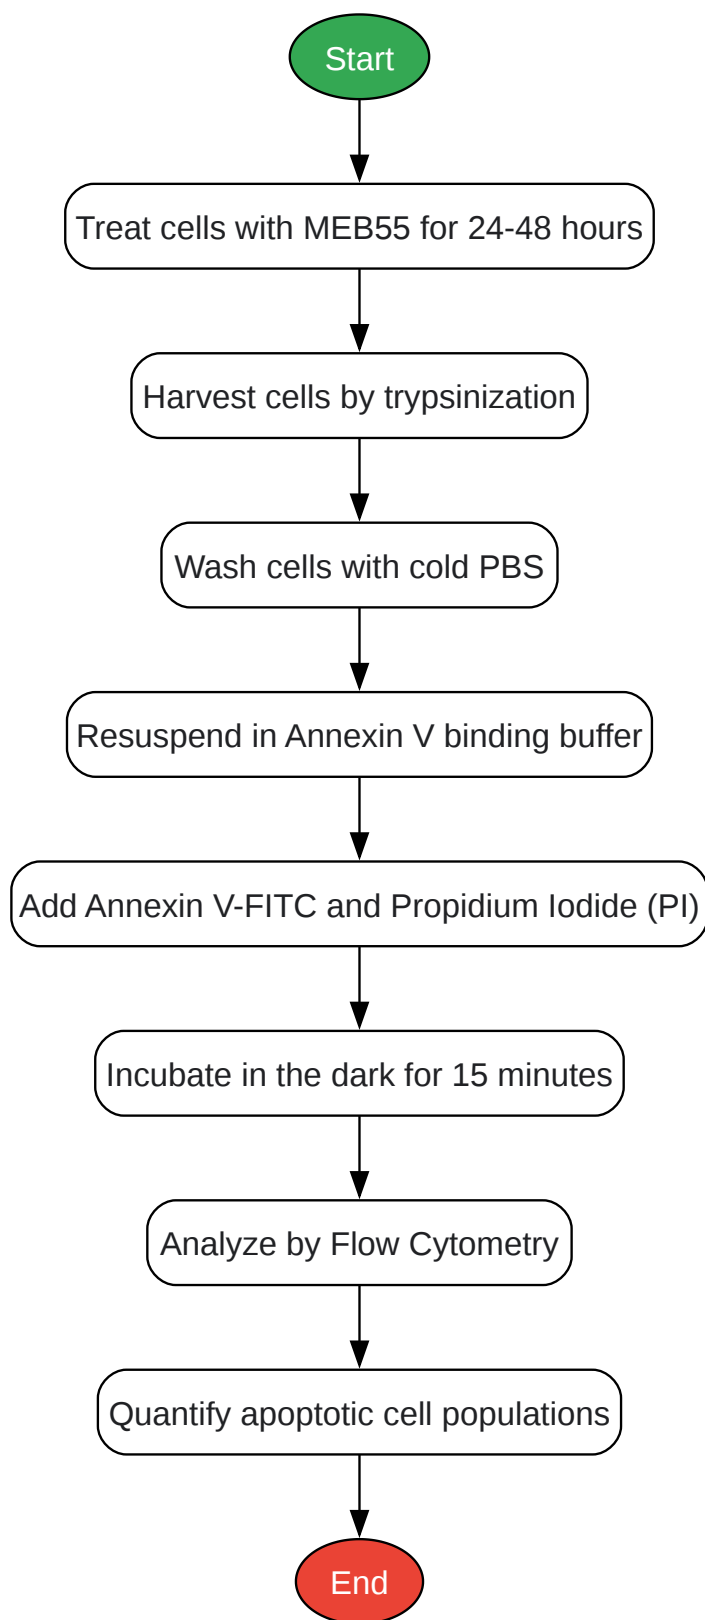 Start
Treat cells with MEB55 for 24-48 hours
Harvest cells by trypsinization
Wash cells with cold PBS
Resuspend in Annexin V binding buffer
Add Annexin V-FITC and Propidium Iodide (PI)
Incubate in the dark for 15 minutes
Analyze by Flow Cytometry
Quantify apoptotic cell populations
End